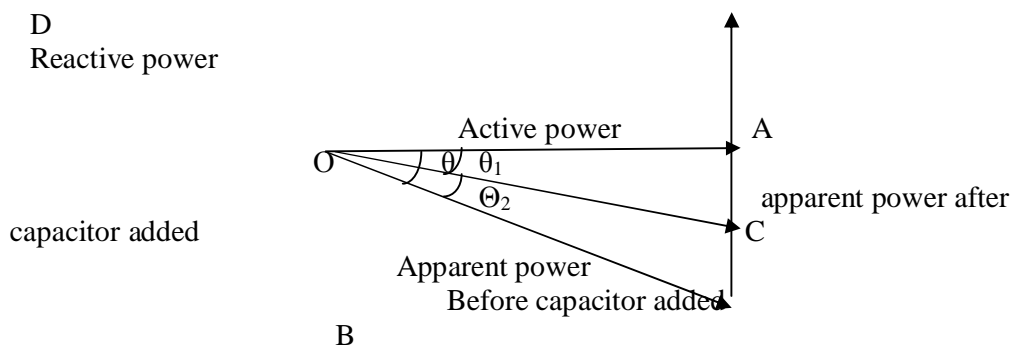 D
Reactive power
Active power A
O θ θ₁
Θ₂ apparent power after
capacitor added C
Apparent power
Before capacitor added
B